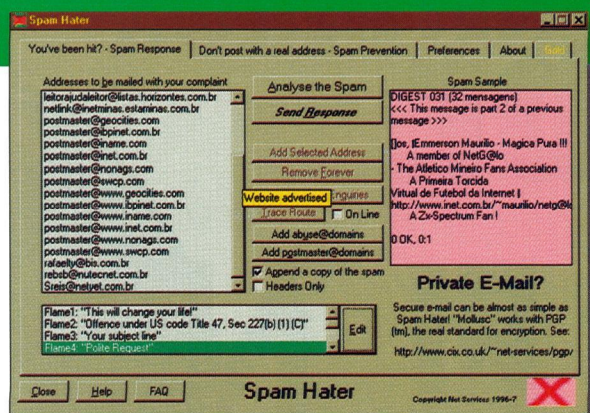 Spam Hater
You've been hit? - Spam Response
Don't post with a real address - Spam Prevention
Preferences
About
Gold
Addresses to be mailed with your complaint
leitorajudaleitor@listas.horizontes.com.br
netlink@inetminas.estaminas.com.br
postmaster@geocities.com
postmaster@ibpinet.com.br
postmaster@iname.com
postmaster@inet.com.br
postmaster@nonags.com
postmaster@swcp.com
postmaster@www.geocities.com
postmaster@www.ibpinet.com.br
postmaster@www.iname.com
postmaster@www.inet.com.br
postmaster@www.nonags.com
postmaster@www.swcp.com
rafaelty@bis.com.br
rebsb@nutecnet.com.br
Sreis@netyet.com.br
Analyse the Spam
Send Response
Add Selected Address
Remove Forever
Website advertised
Enquiries
Trace Route
On Line
Add abuse@domains
Add postmaster@domains
Append a copy of the spam
Headers Only
Spam Sample
DIGEST 031 (32 mensagens)
<<< This message is part 2 of a previous
message >>>
()os, |Emmerson Maurilio - Magica Pura !!!
A member of NetG@lo
- The Atletico Mineiro Fans Association
A Primeira Torcida
Virtual de Futebol da Internet |
http://www.inet.com.br/~maurilio/netg@lo
A Zx-Spectrum Fan !
0 OK, 0:1
Flame1: "This will change your life!"
Flame2: "Offence under US code Title 47, Sec 227(b)(1)(C)"
Flame3: "Your subject line"
Flame4: "Polite Request"
Edit
Private E-Mail?
Secure e-mail can be almost as simple as
Spam Hater! "Mollusc" works with PGP
(tm), the real standard for encryption. See:
http://www.cix.co.uk/~net-services/pgp/
Close
Help
FAQ
Spam Hater
Copyright Net Services 1996-7